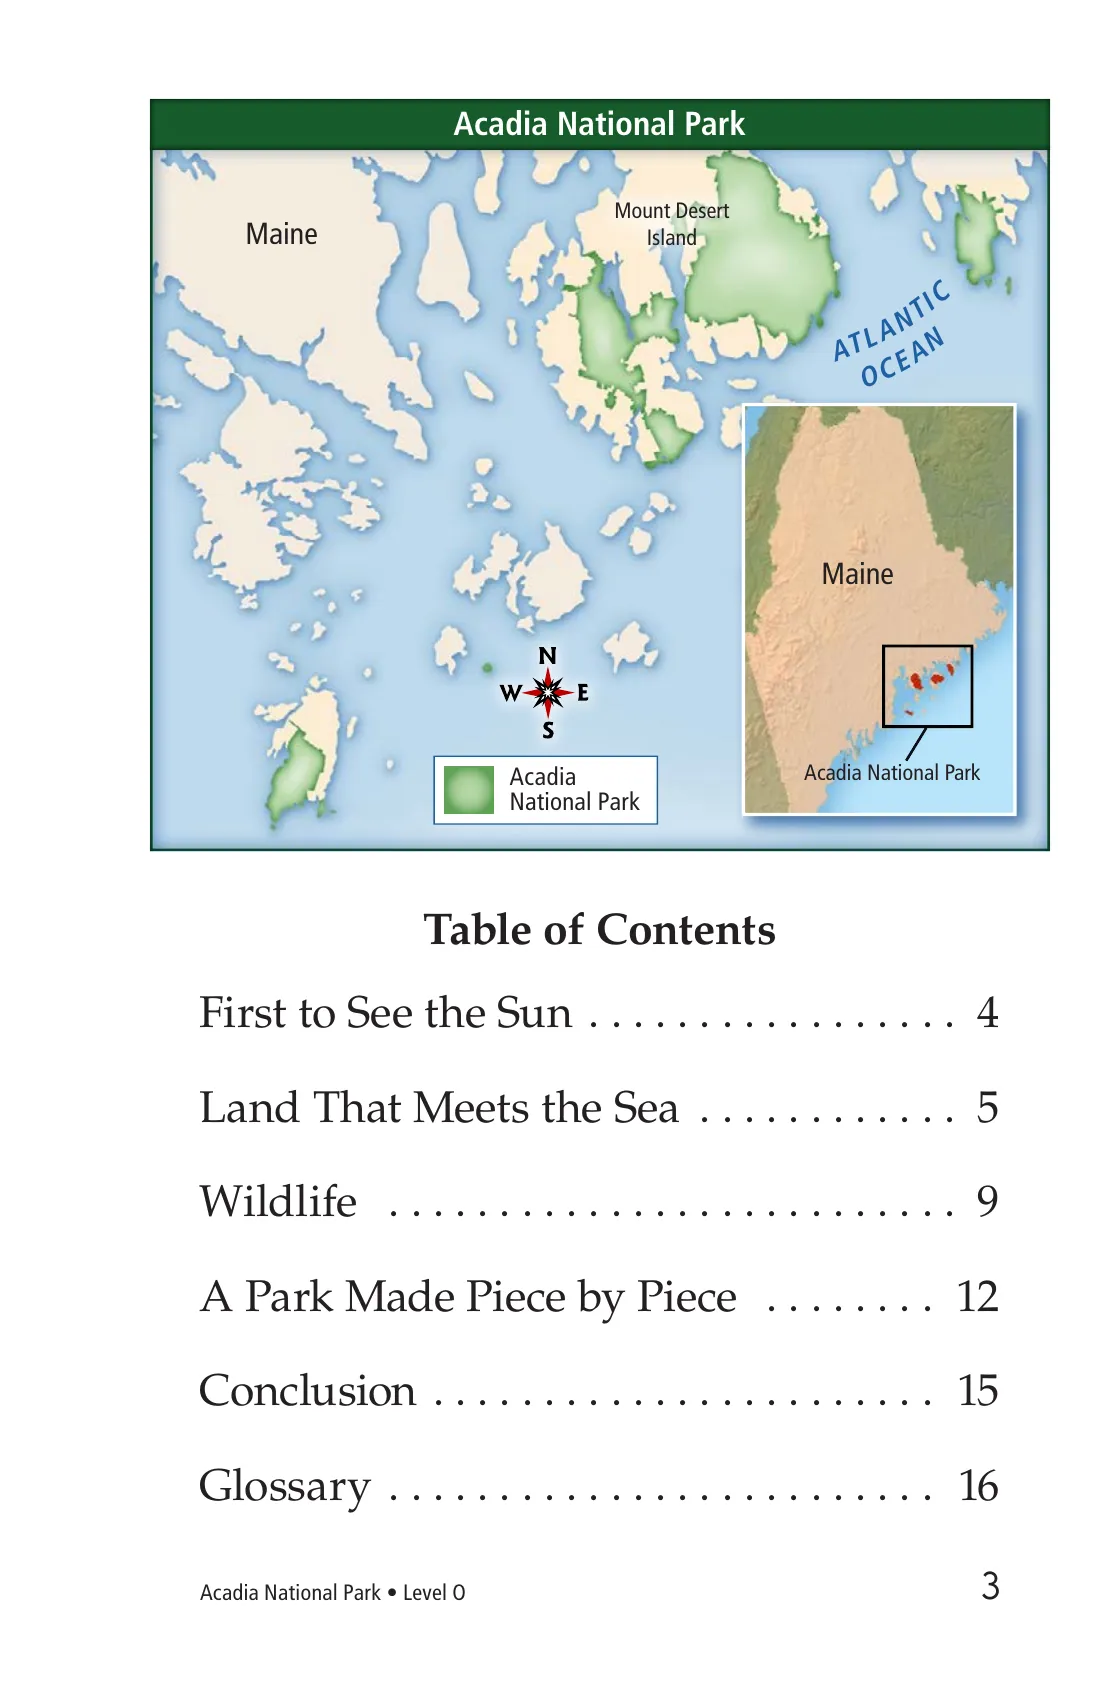 Acadia National Park
Maine
Mount Desert
Island
ATLANTIC
OCEAN
Maine
Acadia National Park
N
W E
S
Acadia
National Park
Table of Contents
First to See the Sun . . . . . . . . . . . . . . . . . 4
Land That Meets the Sea . . . . . . . . . . . . 5
Wildlife . . . . . . . . . . . . . . . . . . . . . . . . . . 9
A Park Made Piece by Piece . . . . . . . . 12
Conclusion . . . . . . . . . . . . . . . . . . . . . . . 15
Glossary . . . . . . . . . . . . . . . . . . . . . . . . . 16
Acadia National Park • Level O 3